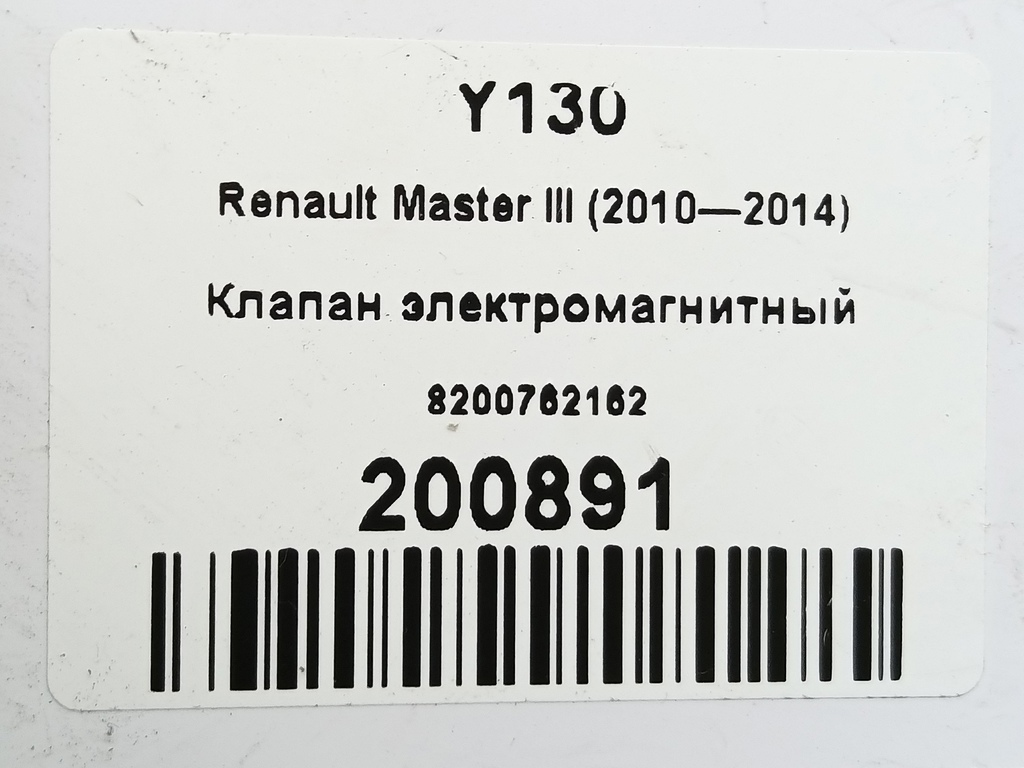 Y130
Renault Master III (2010—2014)
Клапан электромагнитный
8200762162
200891